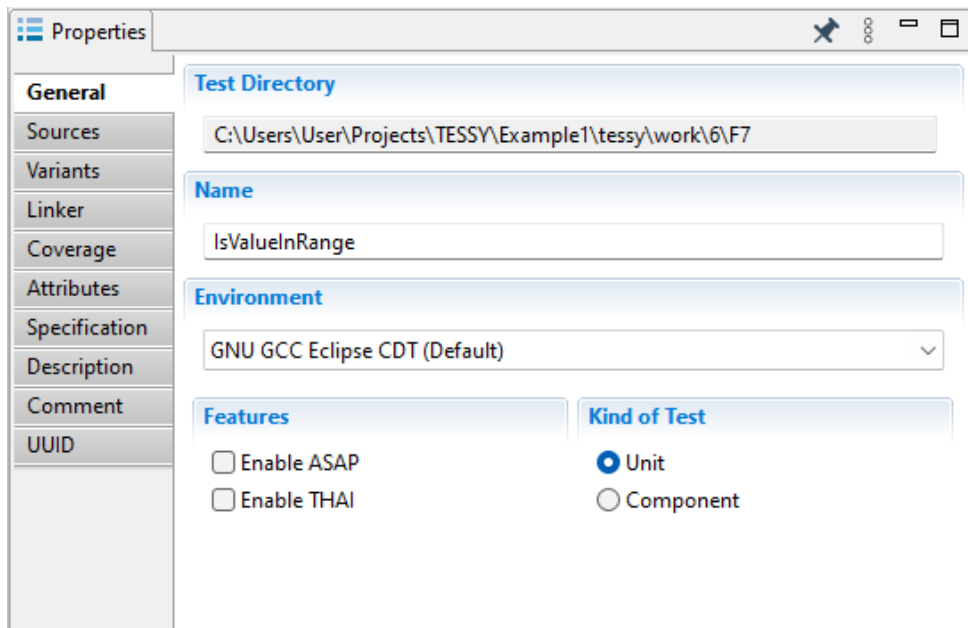 Properties
General
Sources
Variants
Linker
Coverage
Attributes
Specification
Description
Comment
UUID
Test Directory
C:\Users\User\Projects\TESSY\Example1\tessy\work\6\F7
Name
IsValueInRange
Environment
GNU GCC Eclipse CDT (Default)
Features
Enable ASAP
Enable THAI
Kind of Test
Unit
Component